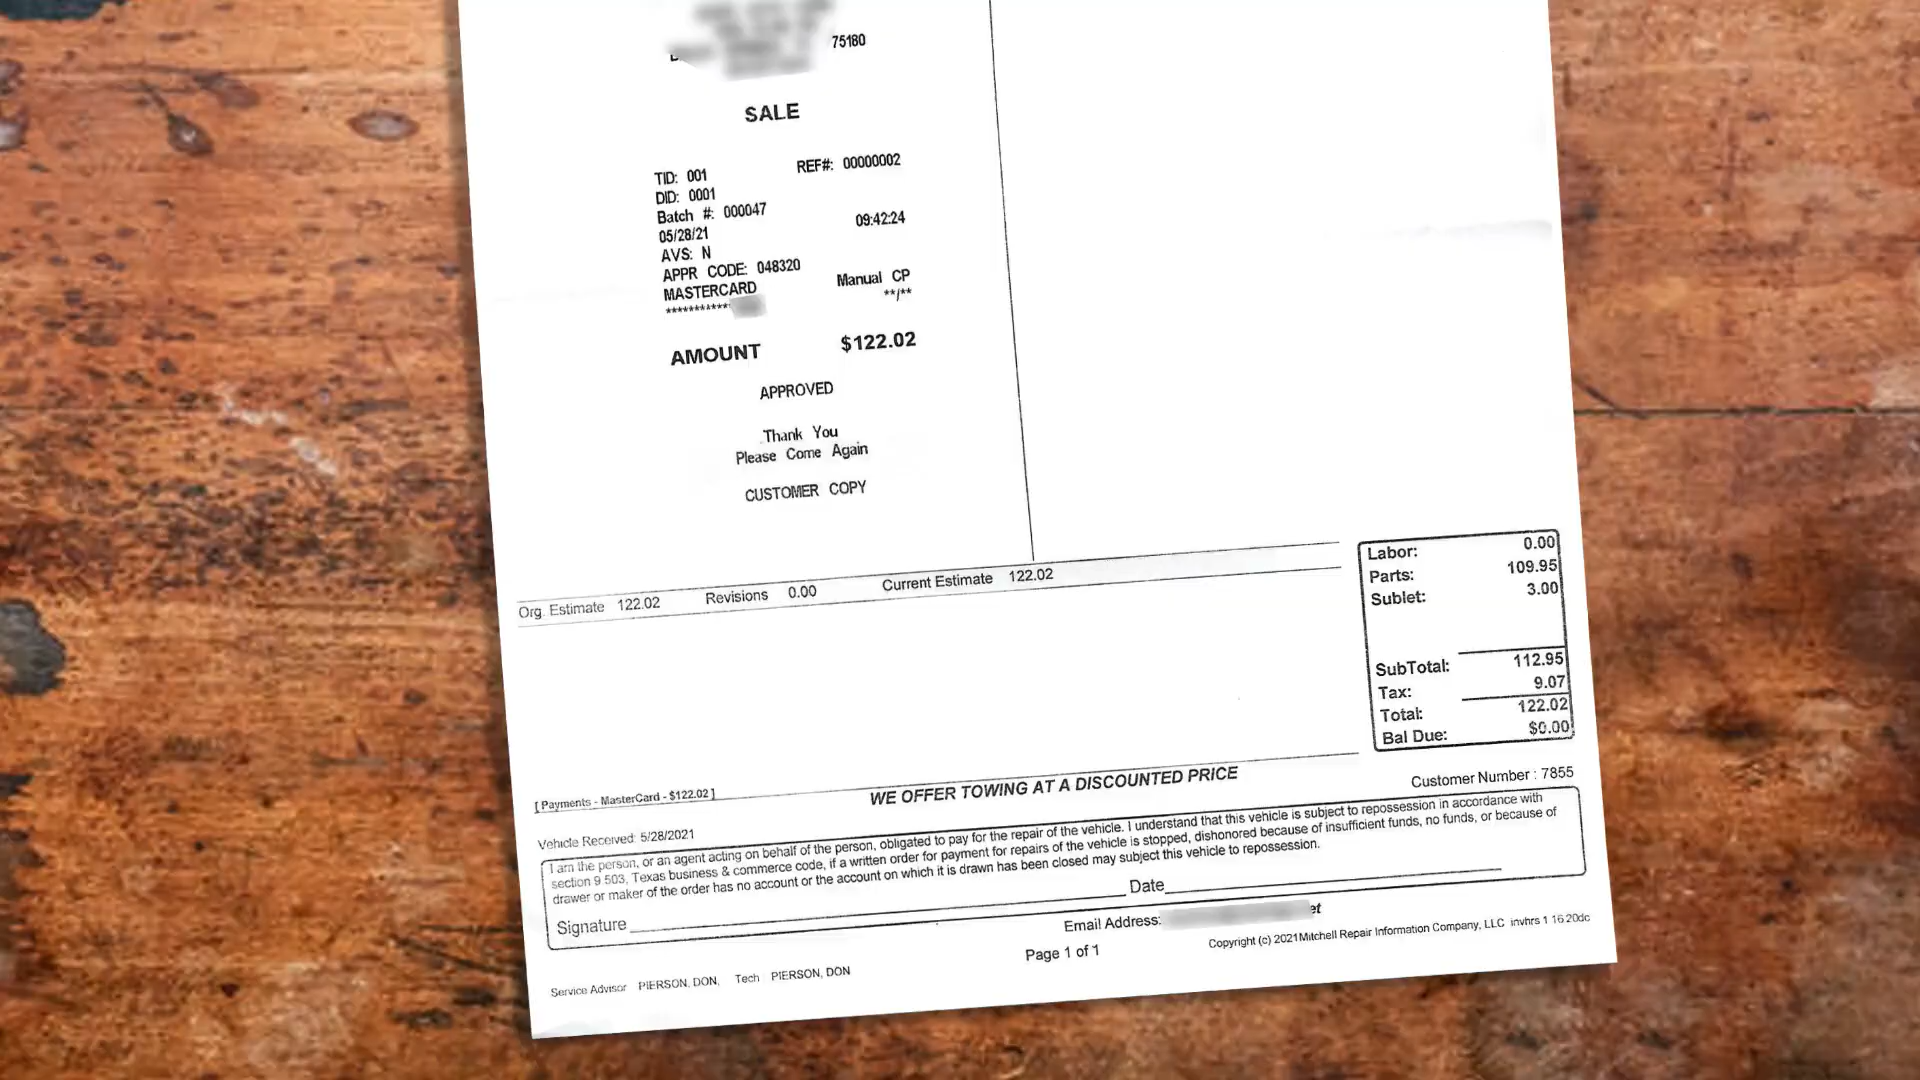 75180
SALE
TID: 001 REF#: 00000002
DID: 0001
Batch #: 000047 09:42:24
05/28/21
AVS: N
APPR CODE: 048320 Manual CP
MASTERCARD **/**
***********
AMOUNT $122.02
APPROVED
Thank You
Please Come Again
CUSTOMER COPY
Org. Estimate 122.02 Revisions 0.00 Current Estimate 122.02
Labor: 0.00
Parts: 109.95
Sublet: 3.00
SubTotal: 112.95
Tax: 9.07
Total: 122.02
Bal Due: $0.00
[ Payments - MasterCard - $122.02 ]
WE OFFER TOWING AT A DISCOUNTED PRICE
Customer Number : 7855
Vehicle Received: 5/28/2021
I am the person, or an agent acting on behalf of the person, obligated to pay for the repair of the vehicle. I understand that this vehicle is subject to repossession in accordance with
section 9 503, Texas business & commerce code, if a written order for payment for repairs of the vehicle is stopped, dishonored because of insufficient funds, no funds, or because of
drawer or maker of the order has no account or the account on which it is drawn has been closed may subject this vehicle to repossession.
Signature Date
Email Address: et
Page 1 of 1
Copyright (c) 2021 Mitchell Repair Information Company, LLC invhrs 1 16 20dc
Service Advisor PIERSON, DON, Tech PIERSON, DON